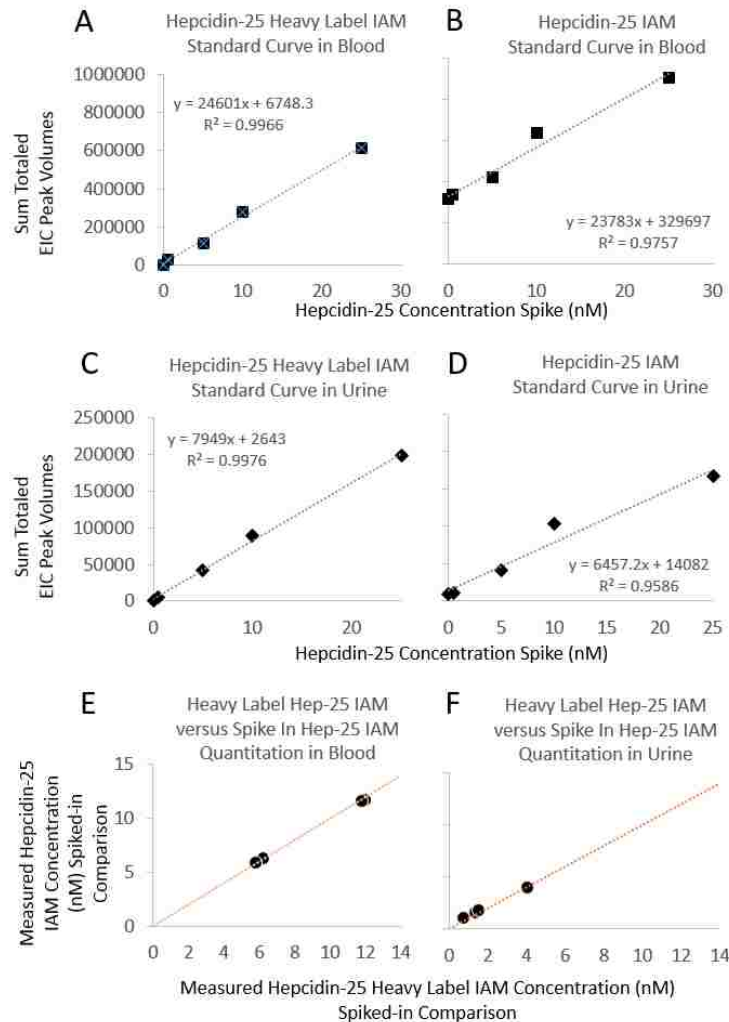 A
Hepcidin-25 Heavy Label IAM
Standard Curve in Blood
B
Hepcidin-25 IAM
Standard Curve in Blood
Sum Totaled
EIC Peak Volumes
1000000
800000
600000
400000
200000
0
y = 24601x + 6748.3
R² = 0.9966
y = 23783x + 329697
R² = 0.9757
0 10 20 30
0 10 20 30
Hepcidin-25 Concentration Spike (nM)
C
Hepcidin-25 Heavy Label IAM
Standard Curve in Urine
D
Hepcidin-25 IAM
Standard Curve in Urine
Sum Totaled
EIC Peak Volumes
250000
200000
150000
100000
50000
0
y = 7949x + 2643
R² = 0.9976
y = 6457.2x + 14082
R² = 0.9586
0 10 20
0 5 10 15 20 25
Hepcidin-25 Concentration Spike (nM)
E
Heavy Label Hep-25 IAM
versus Spike In Hep-25 IAM
Quantitation in Blood
F
Heavy Label Hep-25 IAM
versus Spike In Hep-25 IAM
Quantitation in Urine
Measured Hepcidin-25
IAM Concentration
(nM) Spiked-in
Comparison
15
10
5
0
0 2 4 6 8 10 12 14
0 2 4 6 8 10 12 14
Measured Hepcidin-25 Heavy Label IAM Concentration (nM)
Spiked-in Comparison